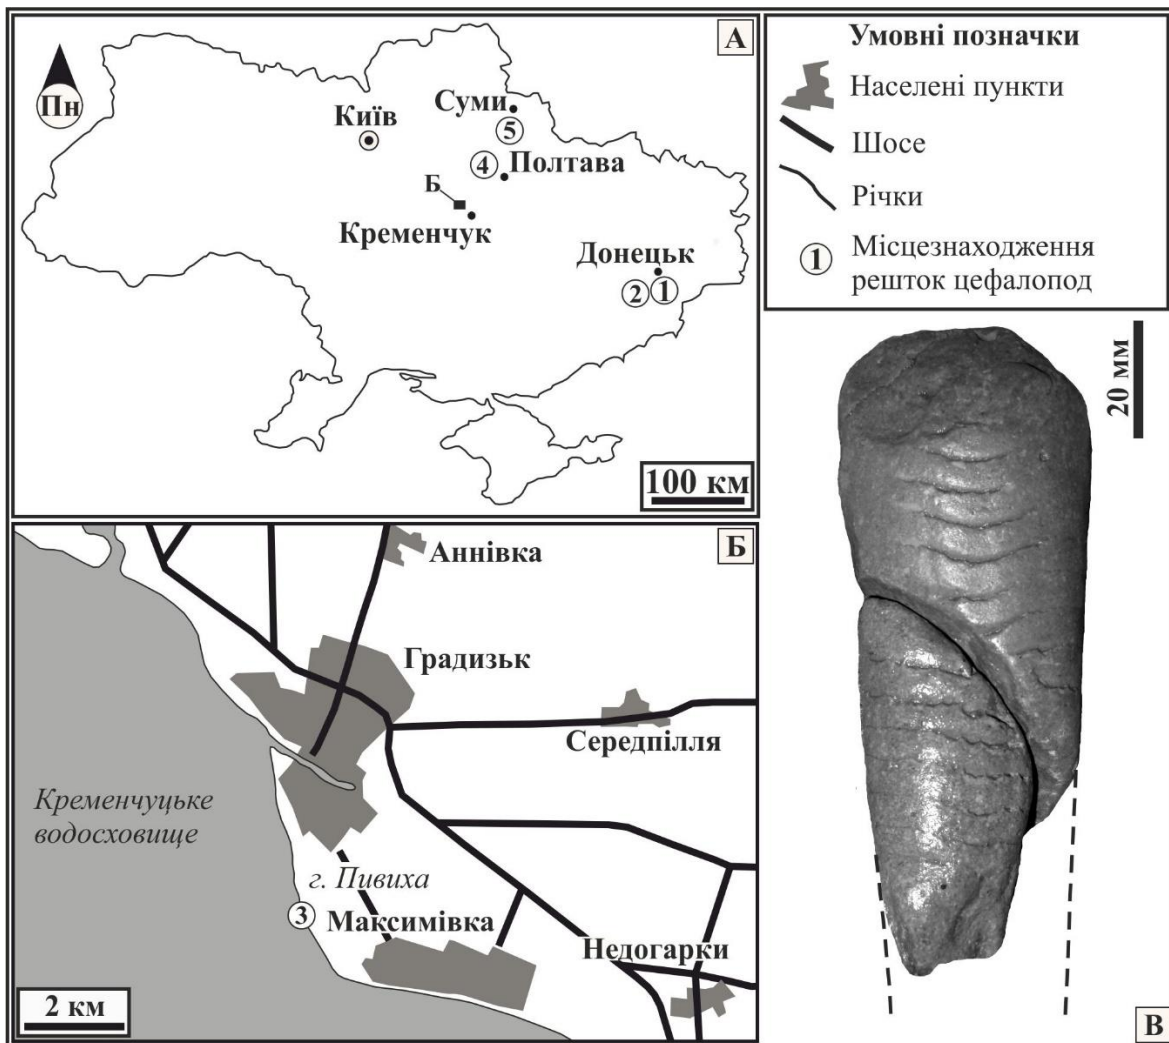 А
Пн
Київ
Суми
5
4
Полтава
Б
Кременчук
Донецьк
2
1
100 км
Умовні позначки
Населені пункти
Шосе
Річки
1
Місцезнаходження
решток цефалопод
Б
Аннівка
Градизьк
Середпілля
Кременчуцьке
водосховище
г. Пивиха
3
Максимівка
Недогарки
2 км
20 мм
В